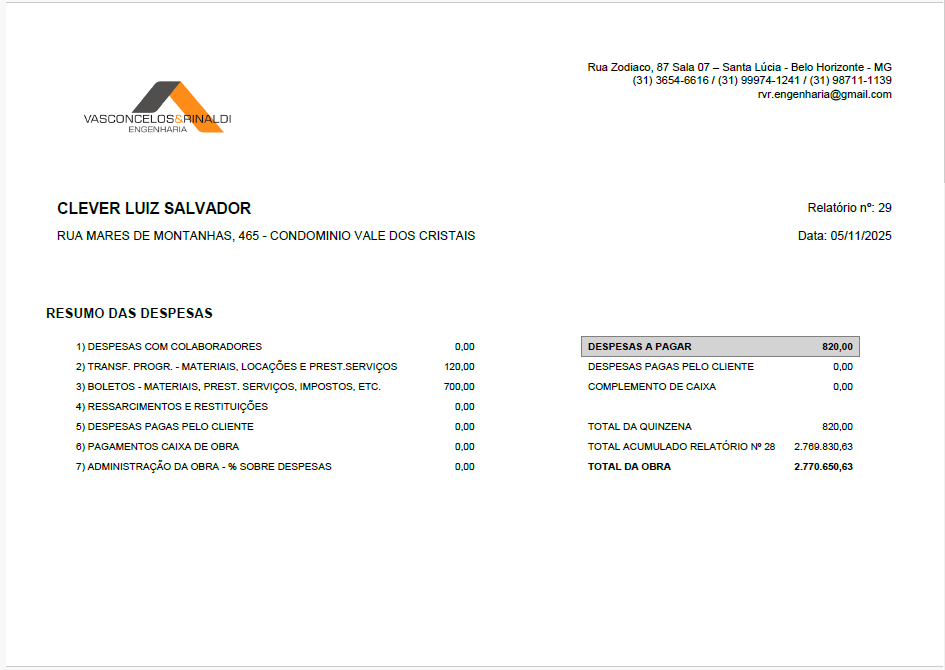 Rua Zodiaco, 87 Sala 07 – Santa Lúcia - Belo Horizonte - MG
(31) 3654-6616 / (31) 99974-1241 / (31) 98711-1139
rvr.engenharia@gmail.com
VASCONCELOS&RINALDI
ENGENHARIA
CLEVER LUIZ SALVADOR
Relatório nº: 29
RUA MARES DE MONTANHAS, 465 - CONDOMINIO VALE DOS CRISTAIS
Data: 05/11/2025
RESUMO DAS DESPESAS
1) DESPESAS COM COLABORADORES 0,00
2) TRANSF. PROGR. - MATERIAIS, LOCAÇÕES E PREST.SERVIÇOS 120,00
3) BOLETOS - MATERIAIS, PREST. SERVIÇOS, IMPOSTOS, ETC. 700,00
4) RESSARCIMENTOS E RESTITUIÇÕES 0,00
5) DESPESAS PAGAS PELO CLIENTE 0,00
6) PAGAMENTOS CAIXA DE OBRA 0,00
7) ADMINISTRAÇÃO DA OBRA - % SOBRE DESPESAS 0,00
DESPESAS A PAGAR 820,00
DESPESAS PAGAS PELO CLIENTE 0,00
COMPLEMENTO DE CAIXA 0,00
TOTAL DA QUINZENA 820,00
TOTAL ACUMULADO RELATÓRIO Nº 28 2.769.830,63
TOTAL DA OBRA 2.770.650,63